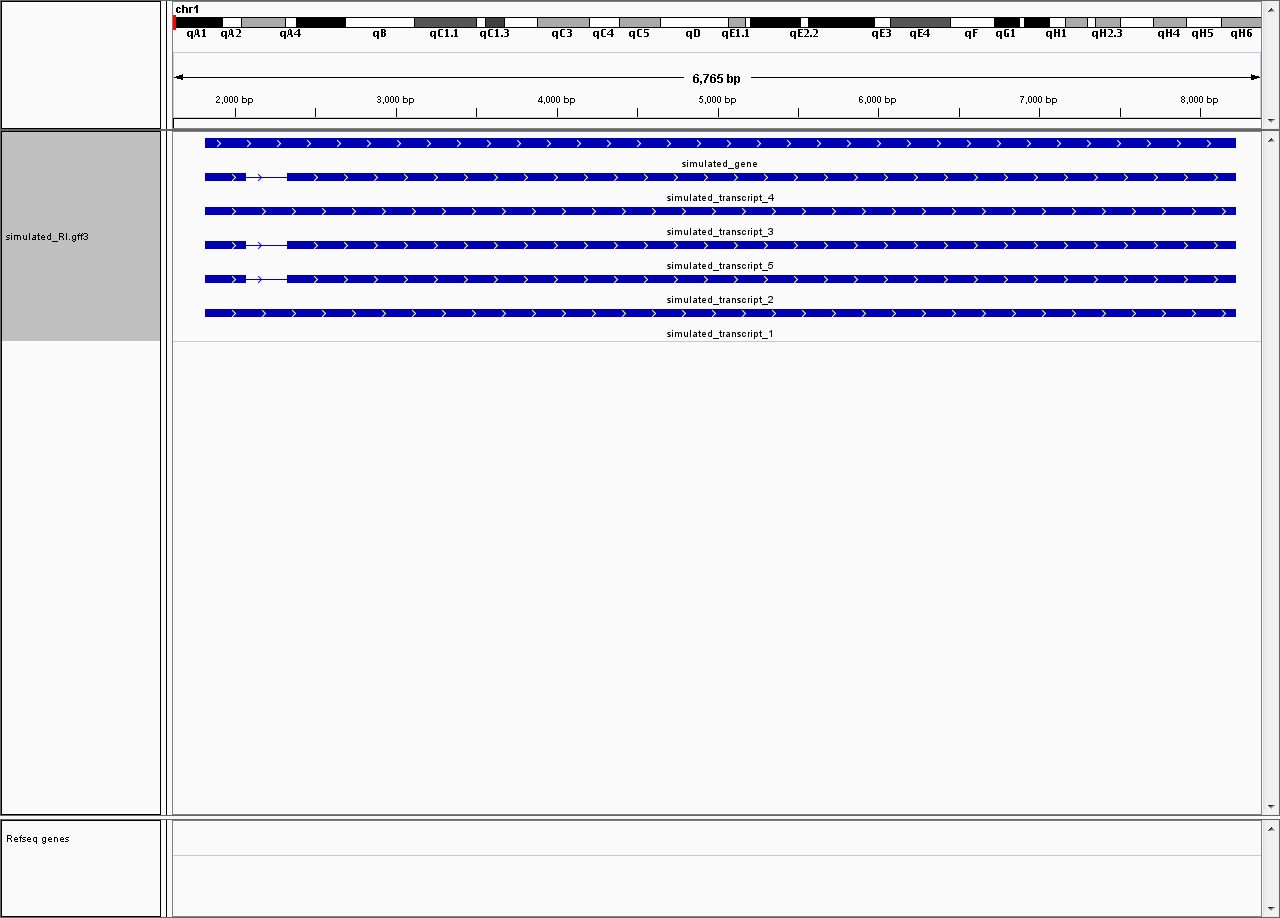 chr1
qA1 qA2 qA4 qB qC1.1 qC1.3 qC3 qC4 qC5 qD qE1.1 qE2.2 qE3 qE4 qF qG1 qH1 qH2.3 qH4 qH5 qH6
6,765 bp
2,000 bp 3,000 bp 4,000 bp 5,000 bp 6,000 bp 7,000 bp 8,000 bp
simulated_gene
simulated_transcript_4
simulated_transcript_3
simulated_RI.gff3
simulated_transcript_5
simulated_transcript_2
simulated_transcript_1
Refseq genes